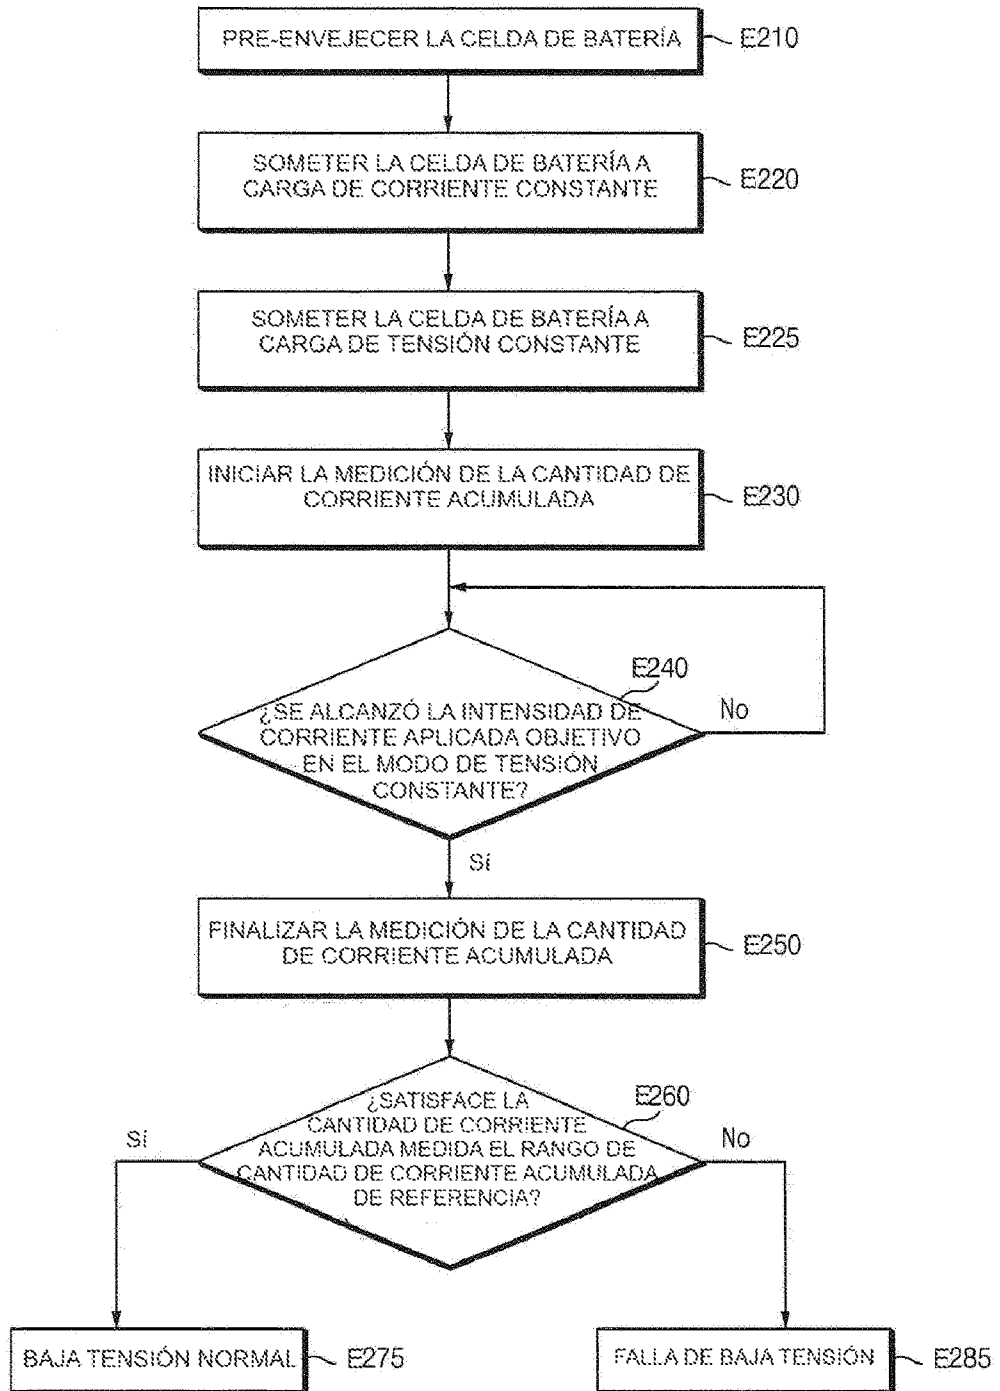 PRE-ENVEJECER LA CELDA DE BATERÍA
E210
SOMETER LA CELDA DE BATERÍA A
CARGA DE CORRIENTE CONSTANTE
E220
SOMETER LA CELDA DE BATERÍA A
CARGA DE TENSIÓN CONSTANTE
E225
INICIAR LA MEDICIÓN DE LA CANTIDAD DE
CORRIENTE ACUMULADA
E230
E240
¿SE ALCANZÓ LA INTENSIDAD DE
CORRIENTE APLICADA OBJETIVO
EN EL MODO DE TENSIÓN
CONSTANTE?
No
Sí
FINALIZAR LA MEDICIÓN DE LA CANTIDAD
DE CORRIENTE ACUMULADA
E250
E260
¿SATISFACE LA
CANTIDAD DE CORRIENTE
ACUMULADA MEDIDA EL RANGO DE
CANTIDAD DE CORRIENTE ACUMULADA
DE REFERENCIA?
Sí
No
BAJA TENSIÓN NORMAL
E275
FALLA DE BAJA TENSIÓN
E285